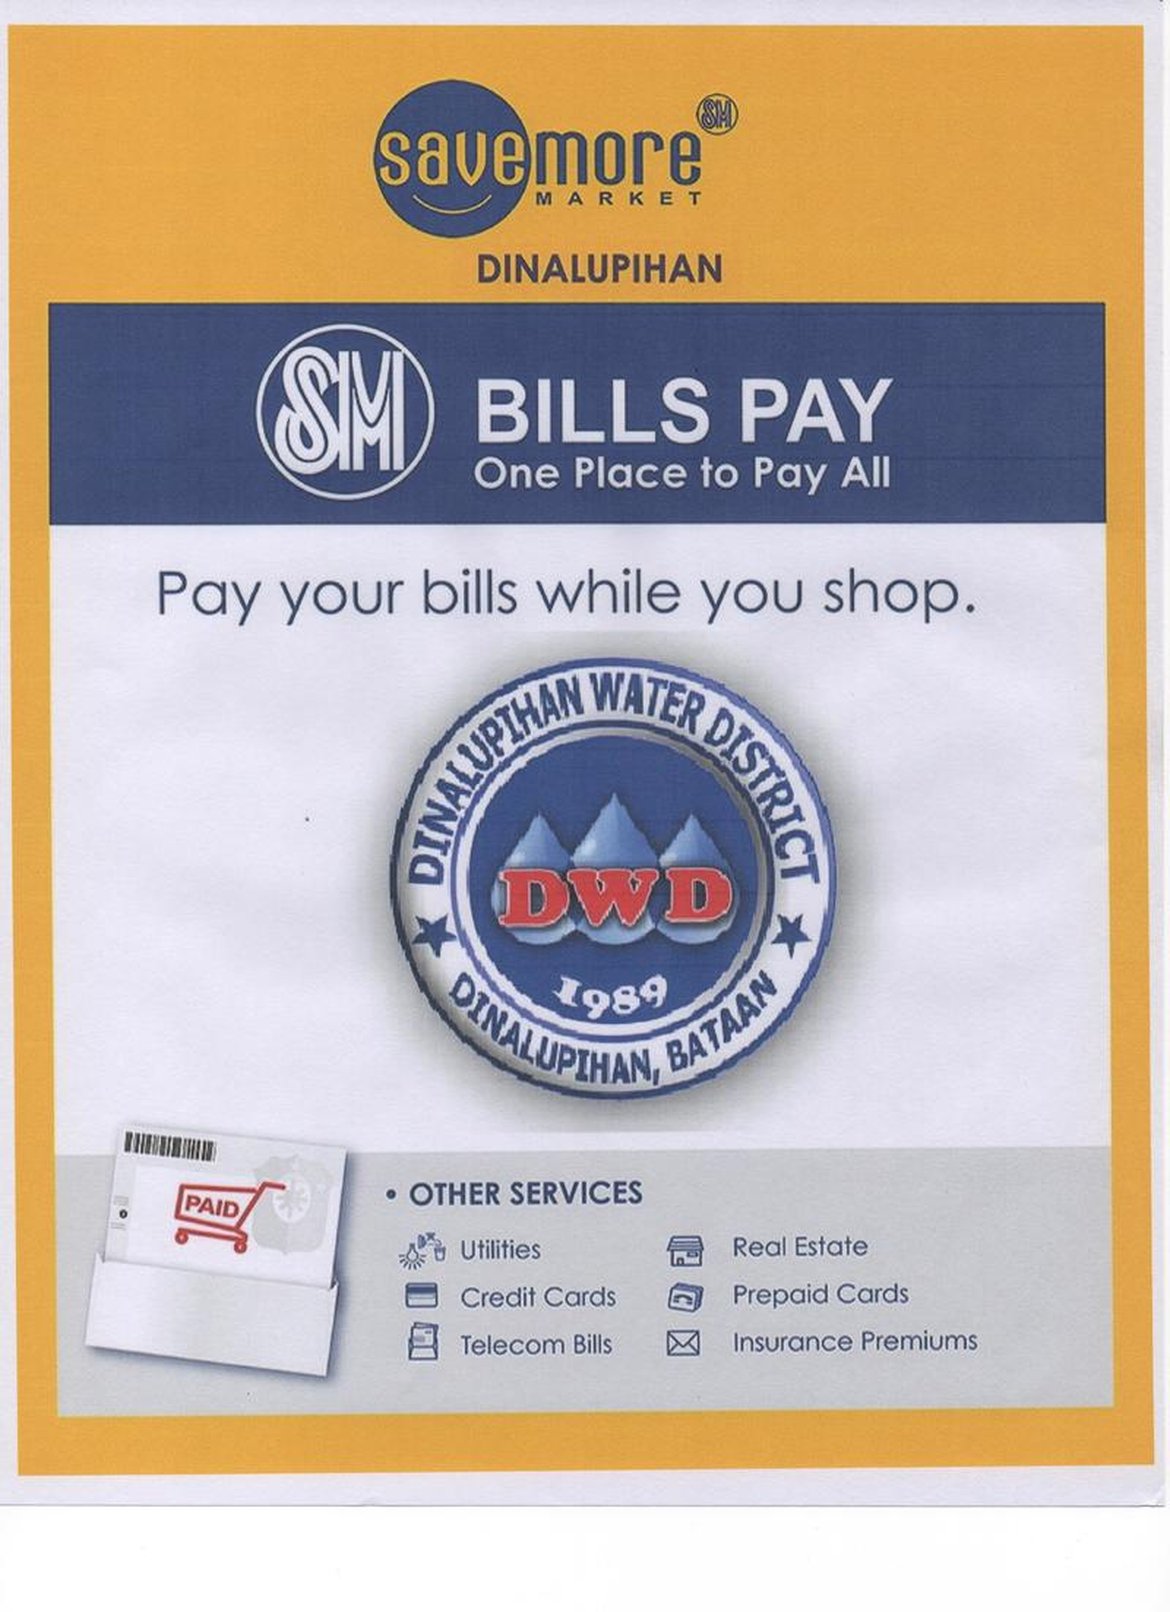 savemore SM
MARKET
DINALUPIHAN
SM
BILLS PAY
One Place to Pay All
Pay your bills while you shop.
DINALUPIHAN WATER DISTRICT
DWD
1989
DINALUPIHAN, BATAAN
PAID
• OTHER SERVICES
Utilities
Real Estate
Credit Cards
Prepaid Cards
Telecom Bills
Insurance Premiums